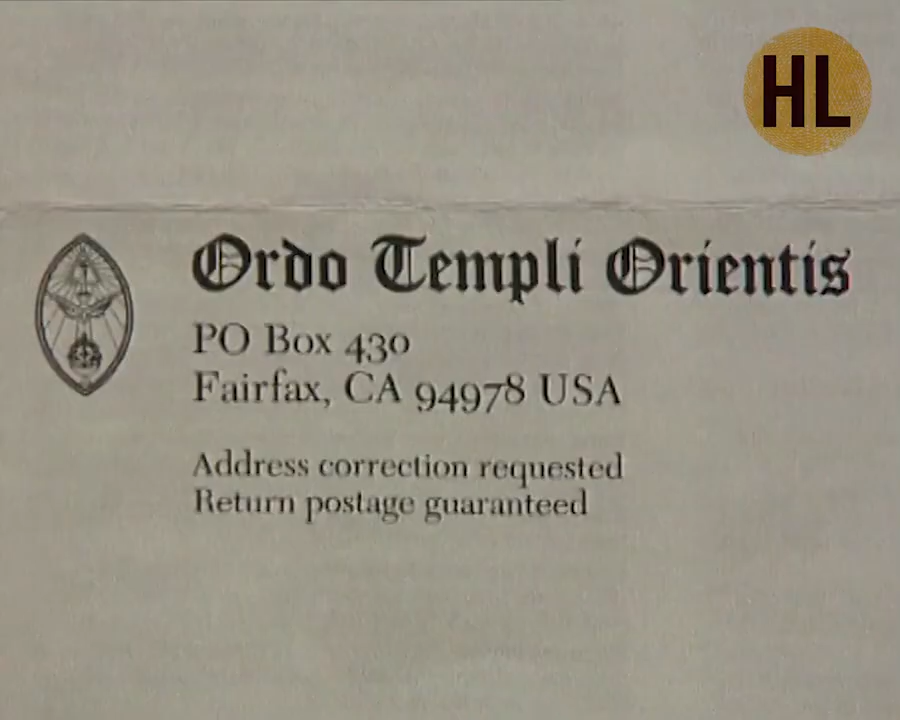 HL
Ordo Templi Orientis
PO Box 430
Fairfax, CA 94978 USA
Address correction requested
Return postage guaranteed